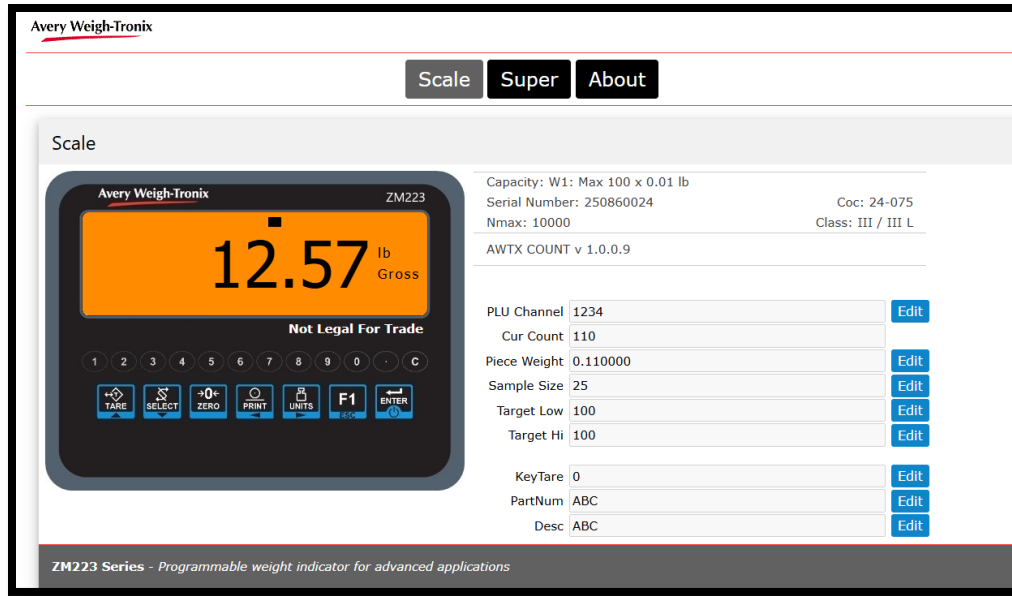 Avery Weigh-Tronix
Scale Super About
Scale
Avery Weigh-Tronix ZM223
12.57 lb Gross
Not Legal For Trade
1 2 3 4 5 6 7 8 9 0 . C
TARE SELECT →0← ZERO PRINT UNITS F1 ESC ENTER
Capacity: W1: Max 100 x 0.01 lb
Serial Number: 250860024 Coc: 24-075
Nmax: 10000 Class: III / III L
AWTX COUNT v 1.0.0.9
PLU Channel 1234 Edit
Cur Count 110
Piece Weight 0.110000 Edit
Sample Size 25 Edit
Target Low 100 Edit
Target Hi 100 Edit
KeyTare 0 Edit
PartNum ABC Edit
Desc ABC Edit
ZM223 Series - Programmable weight indicator for advanced applications